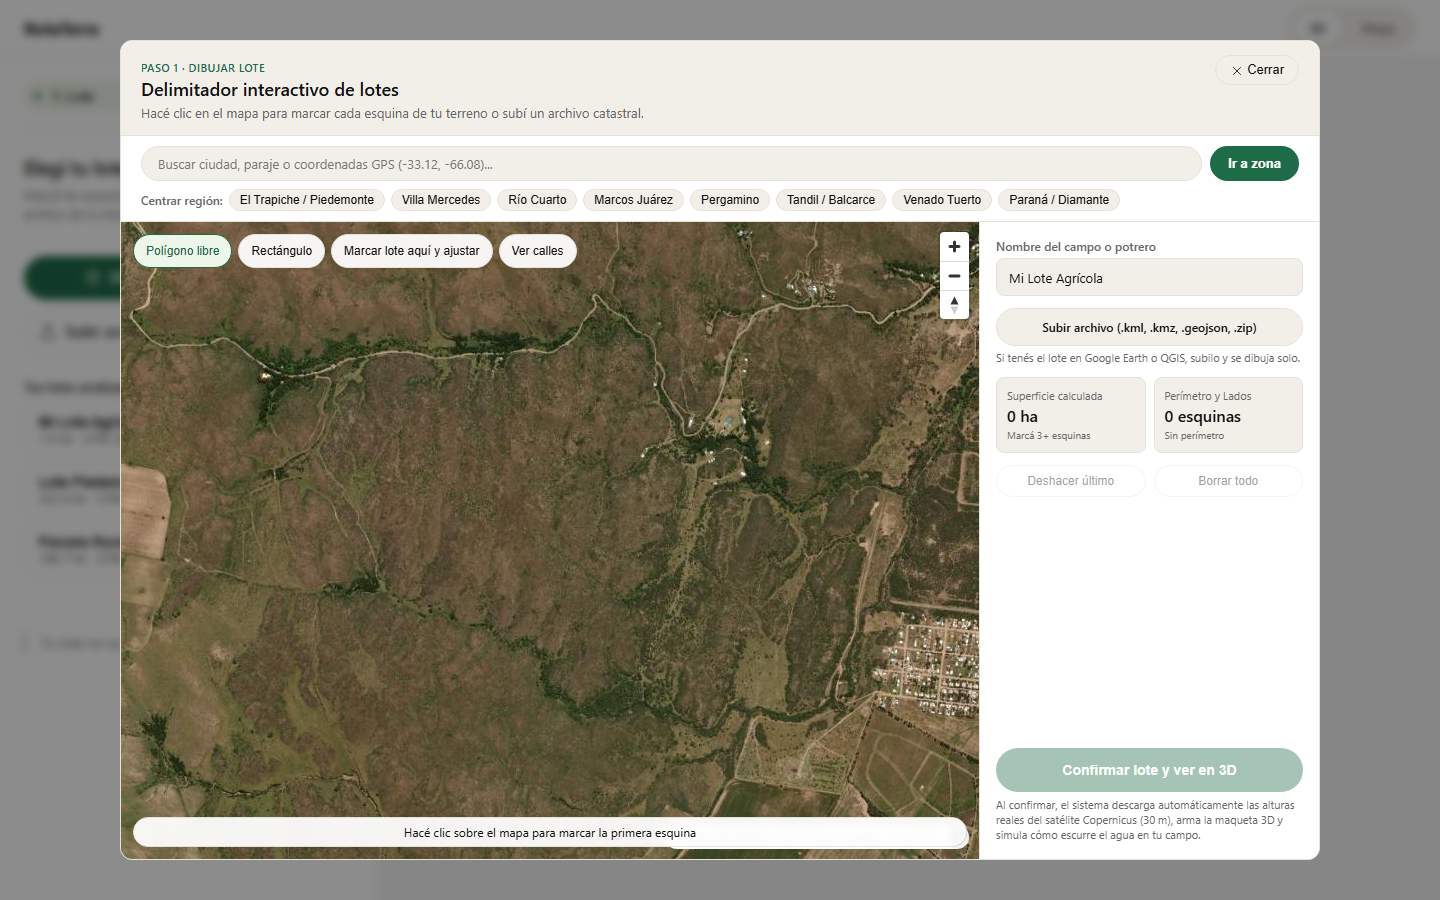 PASO 1 · DIBUJAR LOTE
Delimitador interactivo de lotes
Hacé clic en el mapa para marcar cada esquina de tu terreno o subí un archivo catastral.
Cerrar
Buscar ciudad, paraje o coordenadas GPS (-33.12, -66.08)...
Ir a zona
Centrar región:
El Trapiche / Piedemonte
Villa Mercedes
Río Cuarto
Marcos Juárez
Pergamino
Tandil / Balcarce
Venado Tuerto
Paraná / Diamante
Polígono libre
Rectángulo
Marcar lote aquí y ajustar
Ver calles
Hacé clic sobre el mapa para marcar la primera esquina
Nombre del campo o potrero
Mi Lote Agrícola
Subir archivo (.kml, .kmz, .geojson, .zip)
Si tenés el lote en Google Earth o QGIS, subilo y se dibuja solo.
Superficie calculada
0 ha
Marcá 3+ esquinas
Perímetro y Lados
0 esquinas
Sin perímetro
Deshacer último
Borrar todo
Confirmar lote y ver en 3D
Al confirmar, el sistema descarga automáticamente las alturas
reales del satélite Copernicus (30 m), arma la maqueta 3D y
simula cómo escurre el agua en tu campo.